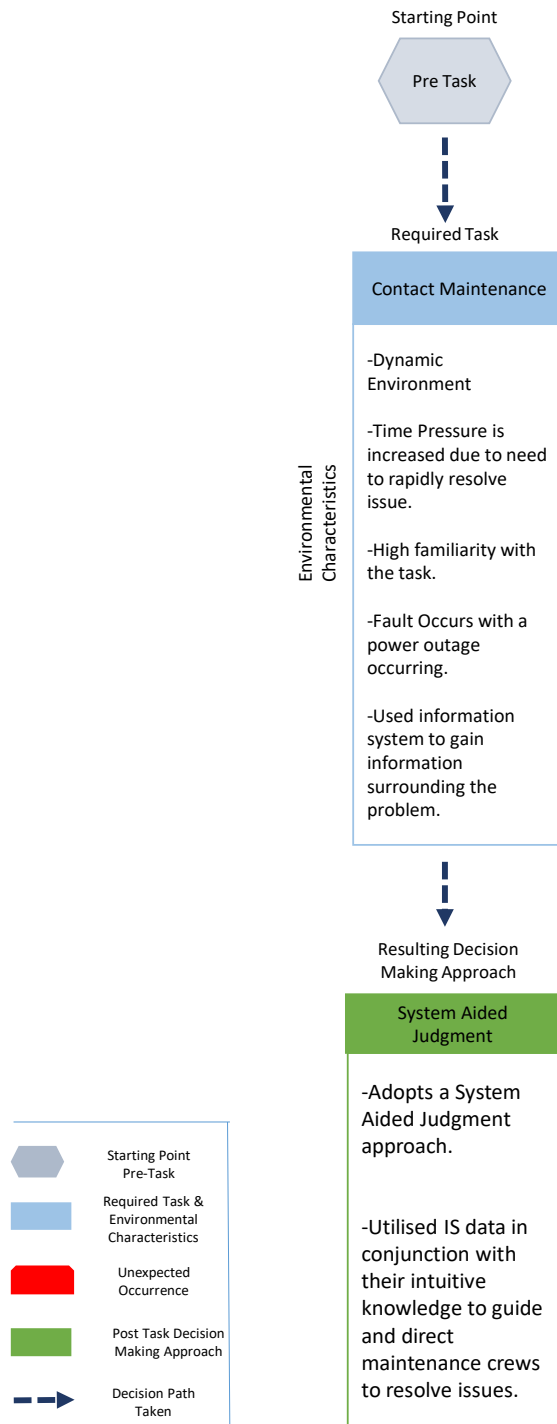 Starting Point
Pre Task
Required Task
Contact Maintenance
Environmental
Characteristics
-Dynamic
Environment
-Time Pressure is
increased due to need
to rapidly resolve
issue.
-High familiarity with
the task.
-Fault Occurs with a
power outage
occurring.
-Used information
system to gain
information
surrounding the
problem.
Resulting Decision
Making Approach
System Aided
Judgment
-Adopts a System
Aided Judgment
approach.
-Utilised IS data in
conjunction with
their intuitive
knowledge to guide
and direct
maintenance crews
to resolve issues.
Starting Point
Pre-Task
Required Task &
Environmental
Characteristics
Unexpected
Occurrence
Post Task Decision
Making Approach
Decision Path
Taken